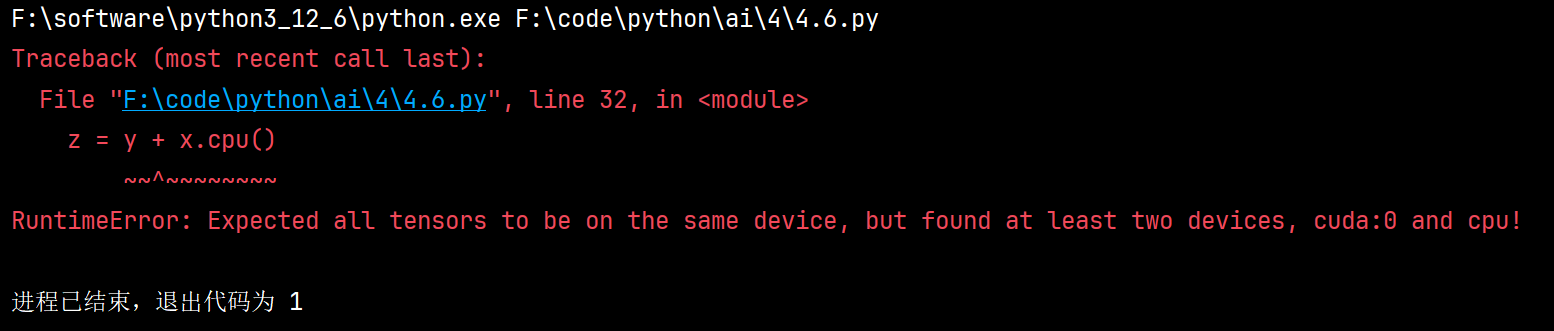 F:\software\python3_12_6\python.exe F:\code\python\ai\4\4.6.py
Traceback (most recent call last):
  File "F:\code\python\ai\4\4.6.py", line 32, in <module>
    z = y + x.cpu()
        ~~^~~~~~~~~
RuntimeError: Expected all tensors to be on the same device, but found at least two devices, cuda:0 and cpu!
进程已结束，退出代码为 1